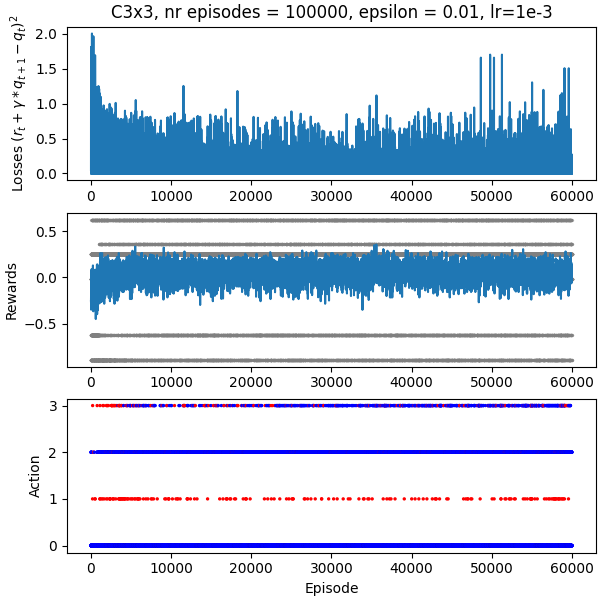 C3x3, nr episodes = 100000, epsilon = 0.01, lr=1e-3
Losses (r_t + γ * q_{t+1} − q_t)^2
2.0
1.5
1.0
0.5
0.0
0 10000 20000 30000 40000 50000 60000
Rewards
0.5
0.0
−0.5
0 10000 20000 30000 40000 50000 60000
Action
3
2
1
0
0 10000 20000 30000 40000 50000 60000
Episode